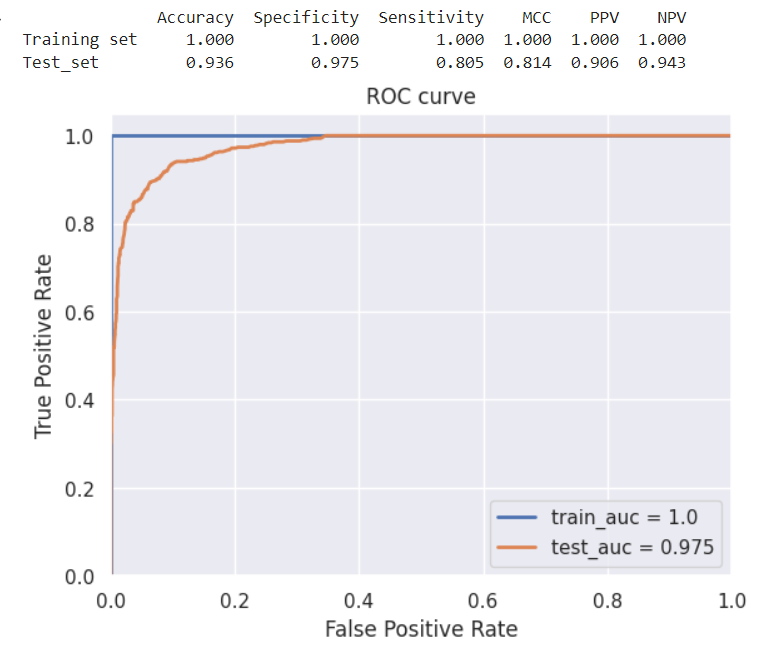 Accuracy Specificity Sensitivity MCC PPV NPV
Training set 1.000 1.000 1.000 1.000 1.000 1.000
Test_set 0.936 0.975 0.805 0.814 0.906 0.943
ROC curve
1.0
0.8
0.6
0.4
0.2
0.0
True Positive Rate
train_auc = 1.0
test_auc = 0.975
0.0 0.2 0.4 0.6 0.8 1.0
False Positive Rate